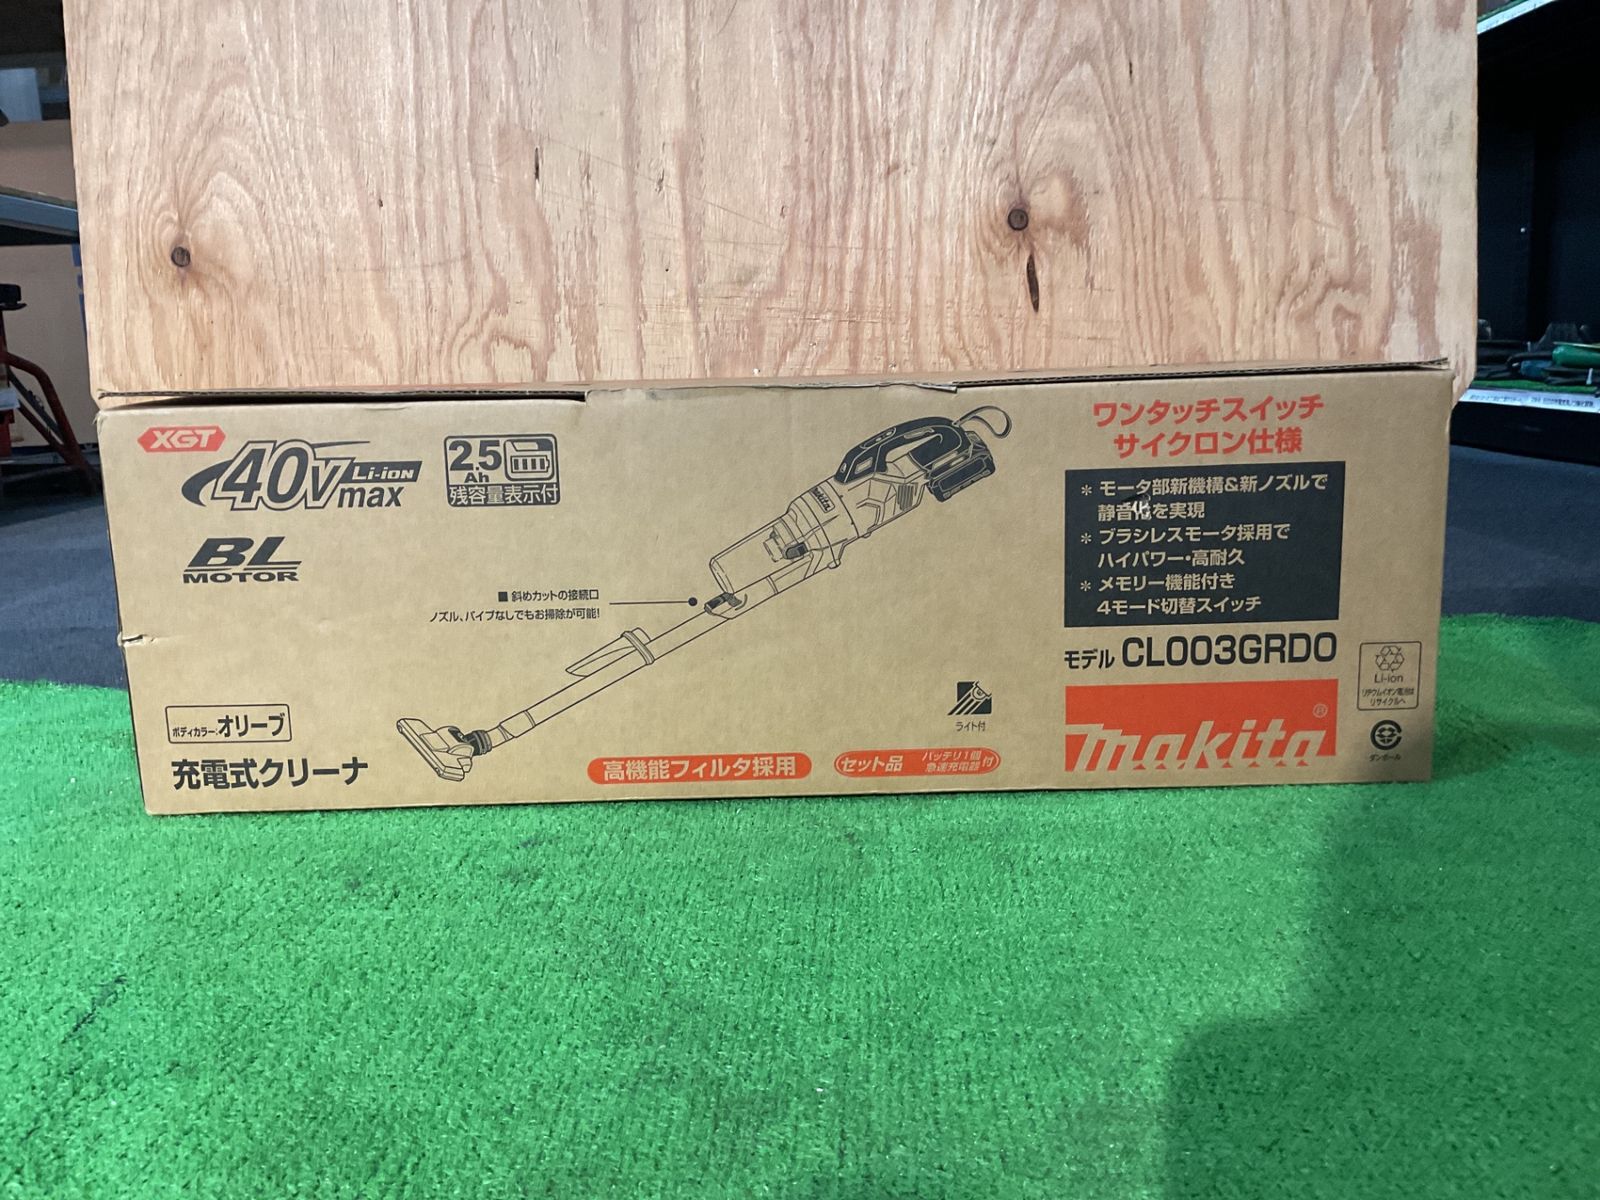 XGT
40Vmax
Li-ion
2.5
Ah
残容量表示付
BL
MOTOR
■ 斜めカットの接続口
ノズル、パイプなしでもお掃除が可能!
makita
ボディカラー:オリーブ
充電式クリーナ
高機能フィルタ採用
セット品
バッテリ1個
急速充電器
付
ライト付
ワンタッチスイッチ
サイクロン仕様
* モータ部新機構&新ノズルで
静音化を実現
* ブラシレスモータ採用で
ハイパワー・高耐久
* メモリー機能付き
4モード切替スイッチ
モデル CL003GRDO
makita®
Li-ion
リチウムイオン電池は
リサイクルへ
ダンボール